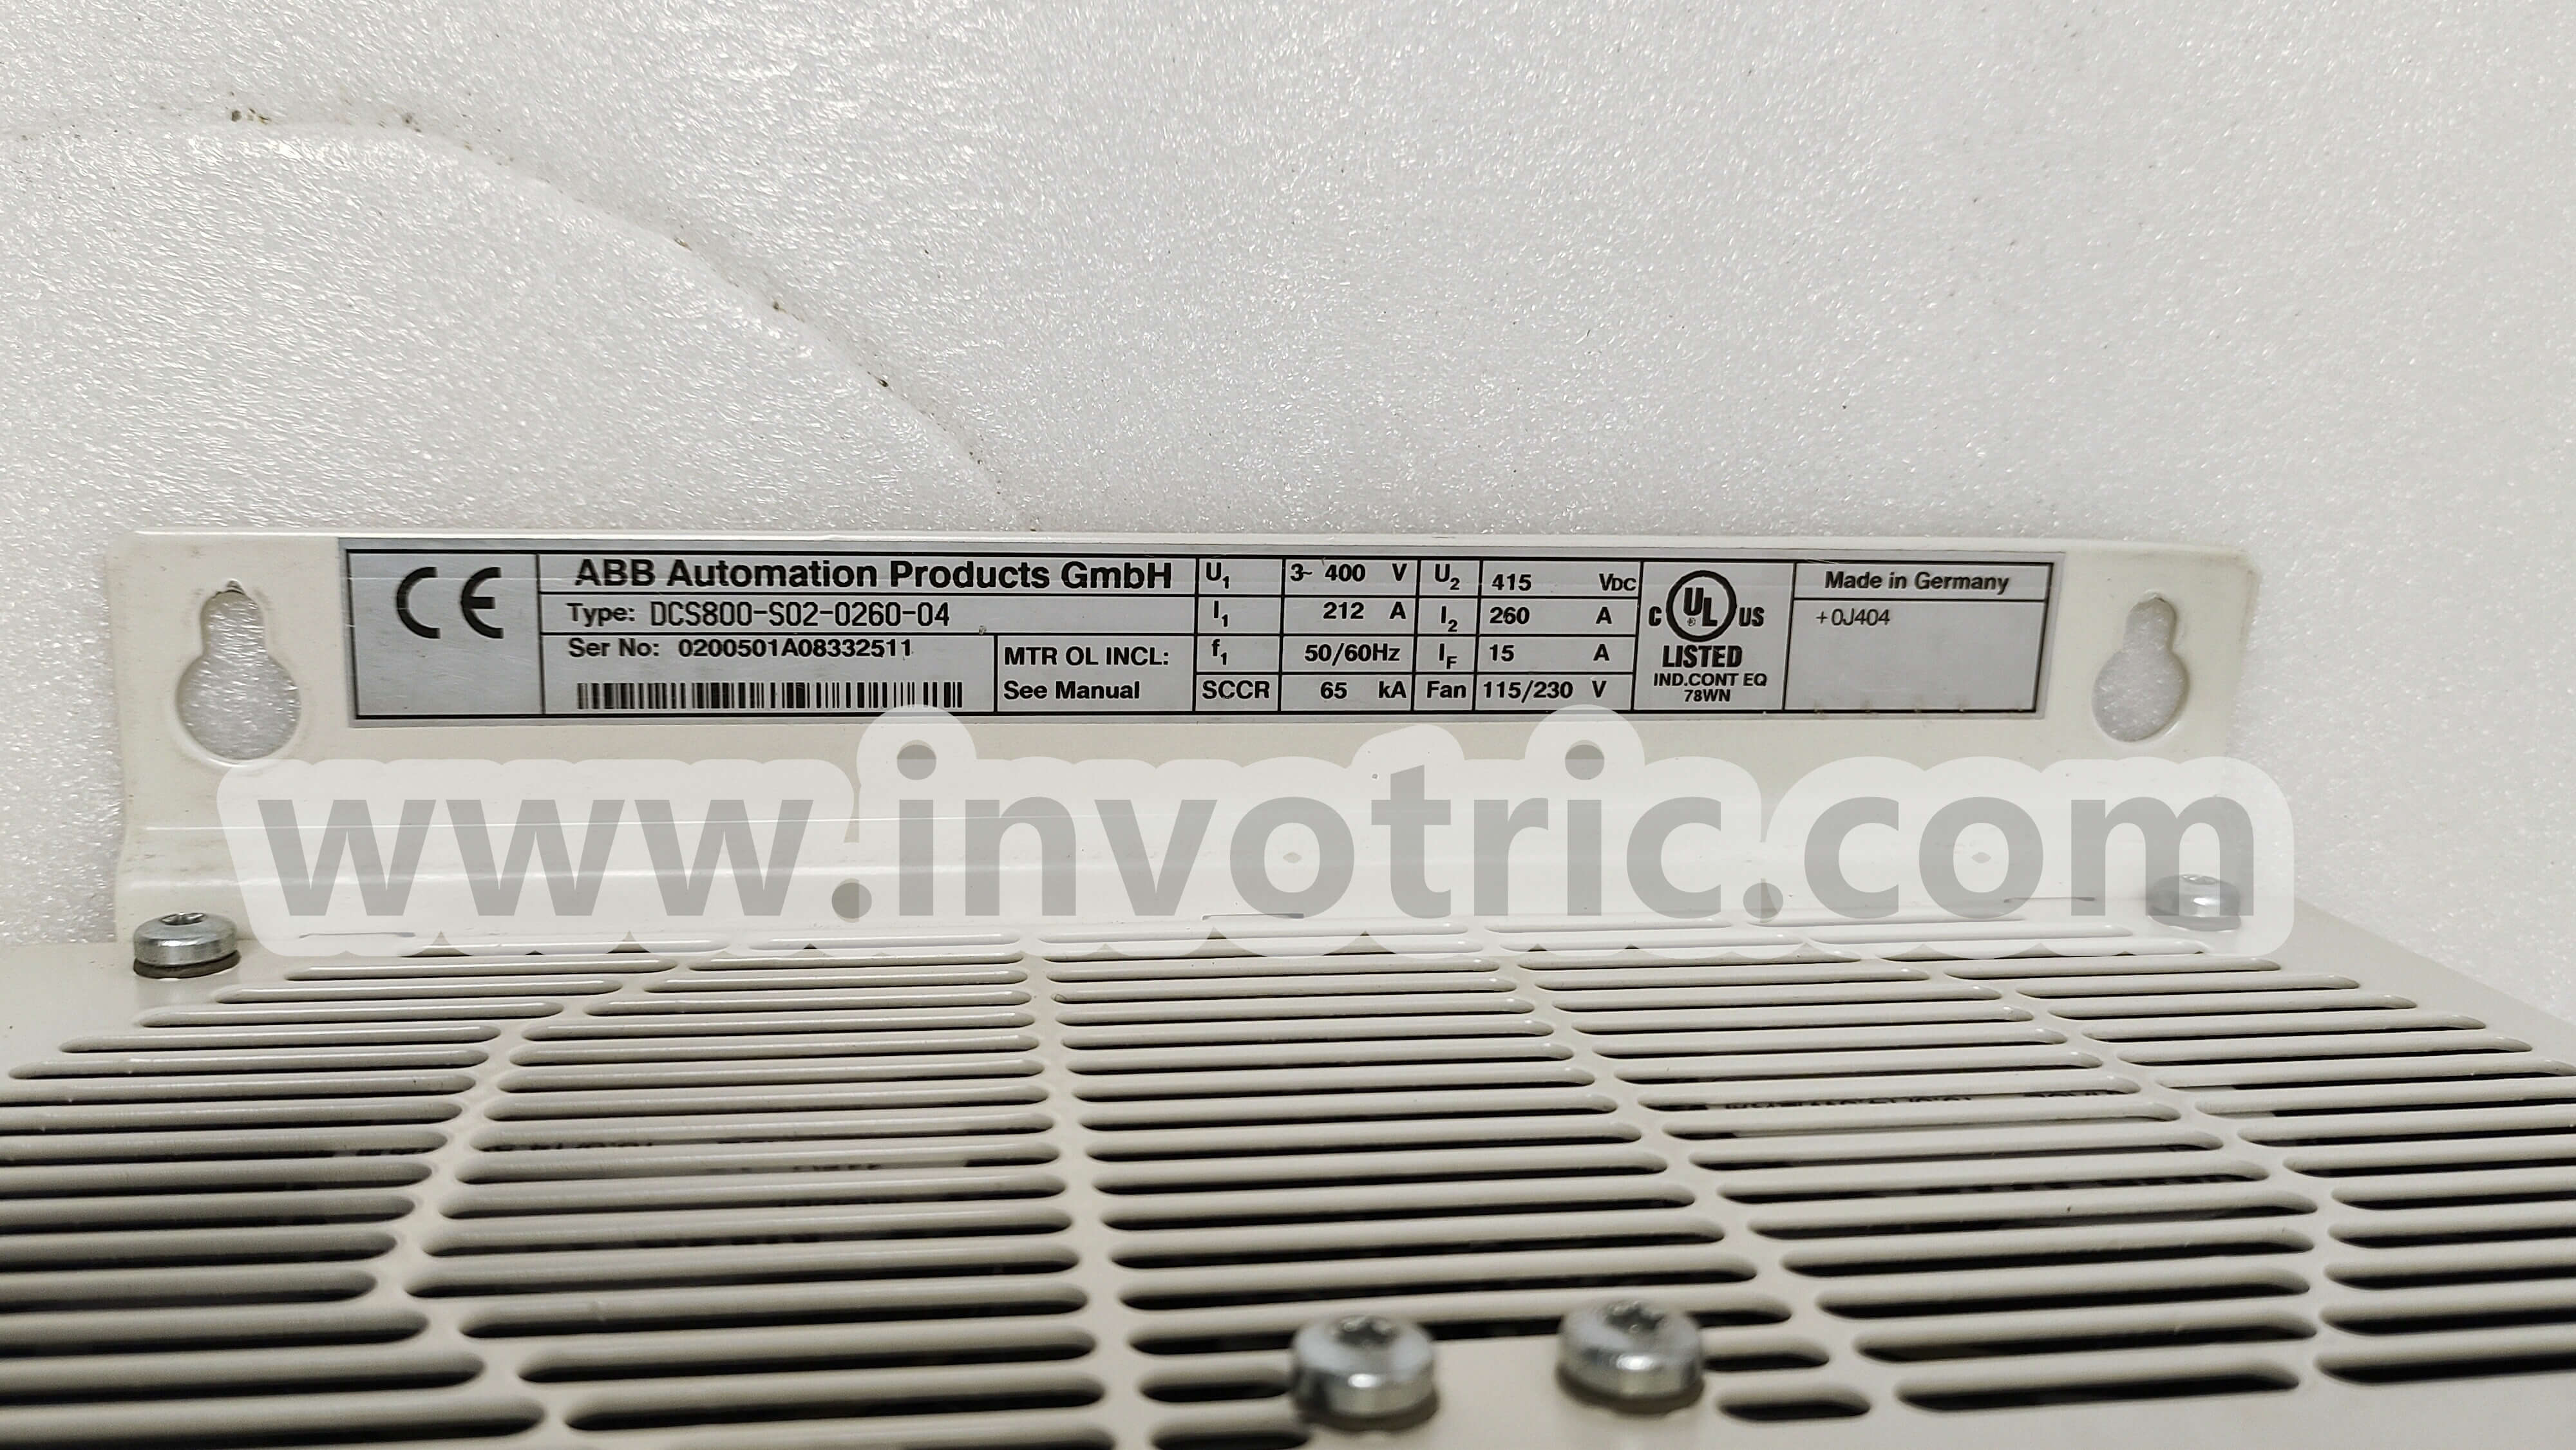 CE
ABB Automation Products GmbH
Type: DCS800-S02-0260-04
Ser No: 0200501A08332511
MTR OL INCL:
See Manual
U1 3~ 400 V U2 415 VDC
I1 212 A I2 260 A
f1 50/60Hz IF 15 A
SCCR 65 kA Fan 115/230 V
C UL ® US
LISTED
IND.CONT EQ
78WN
Made in Germany
+0J404
www.invotric.com